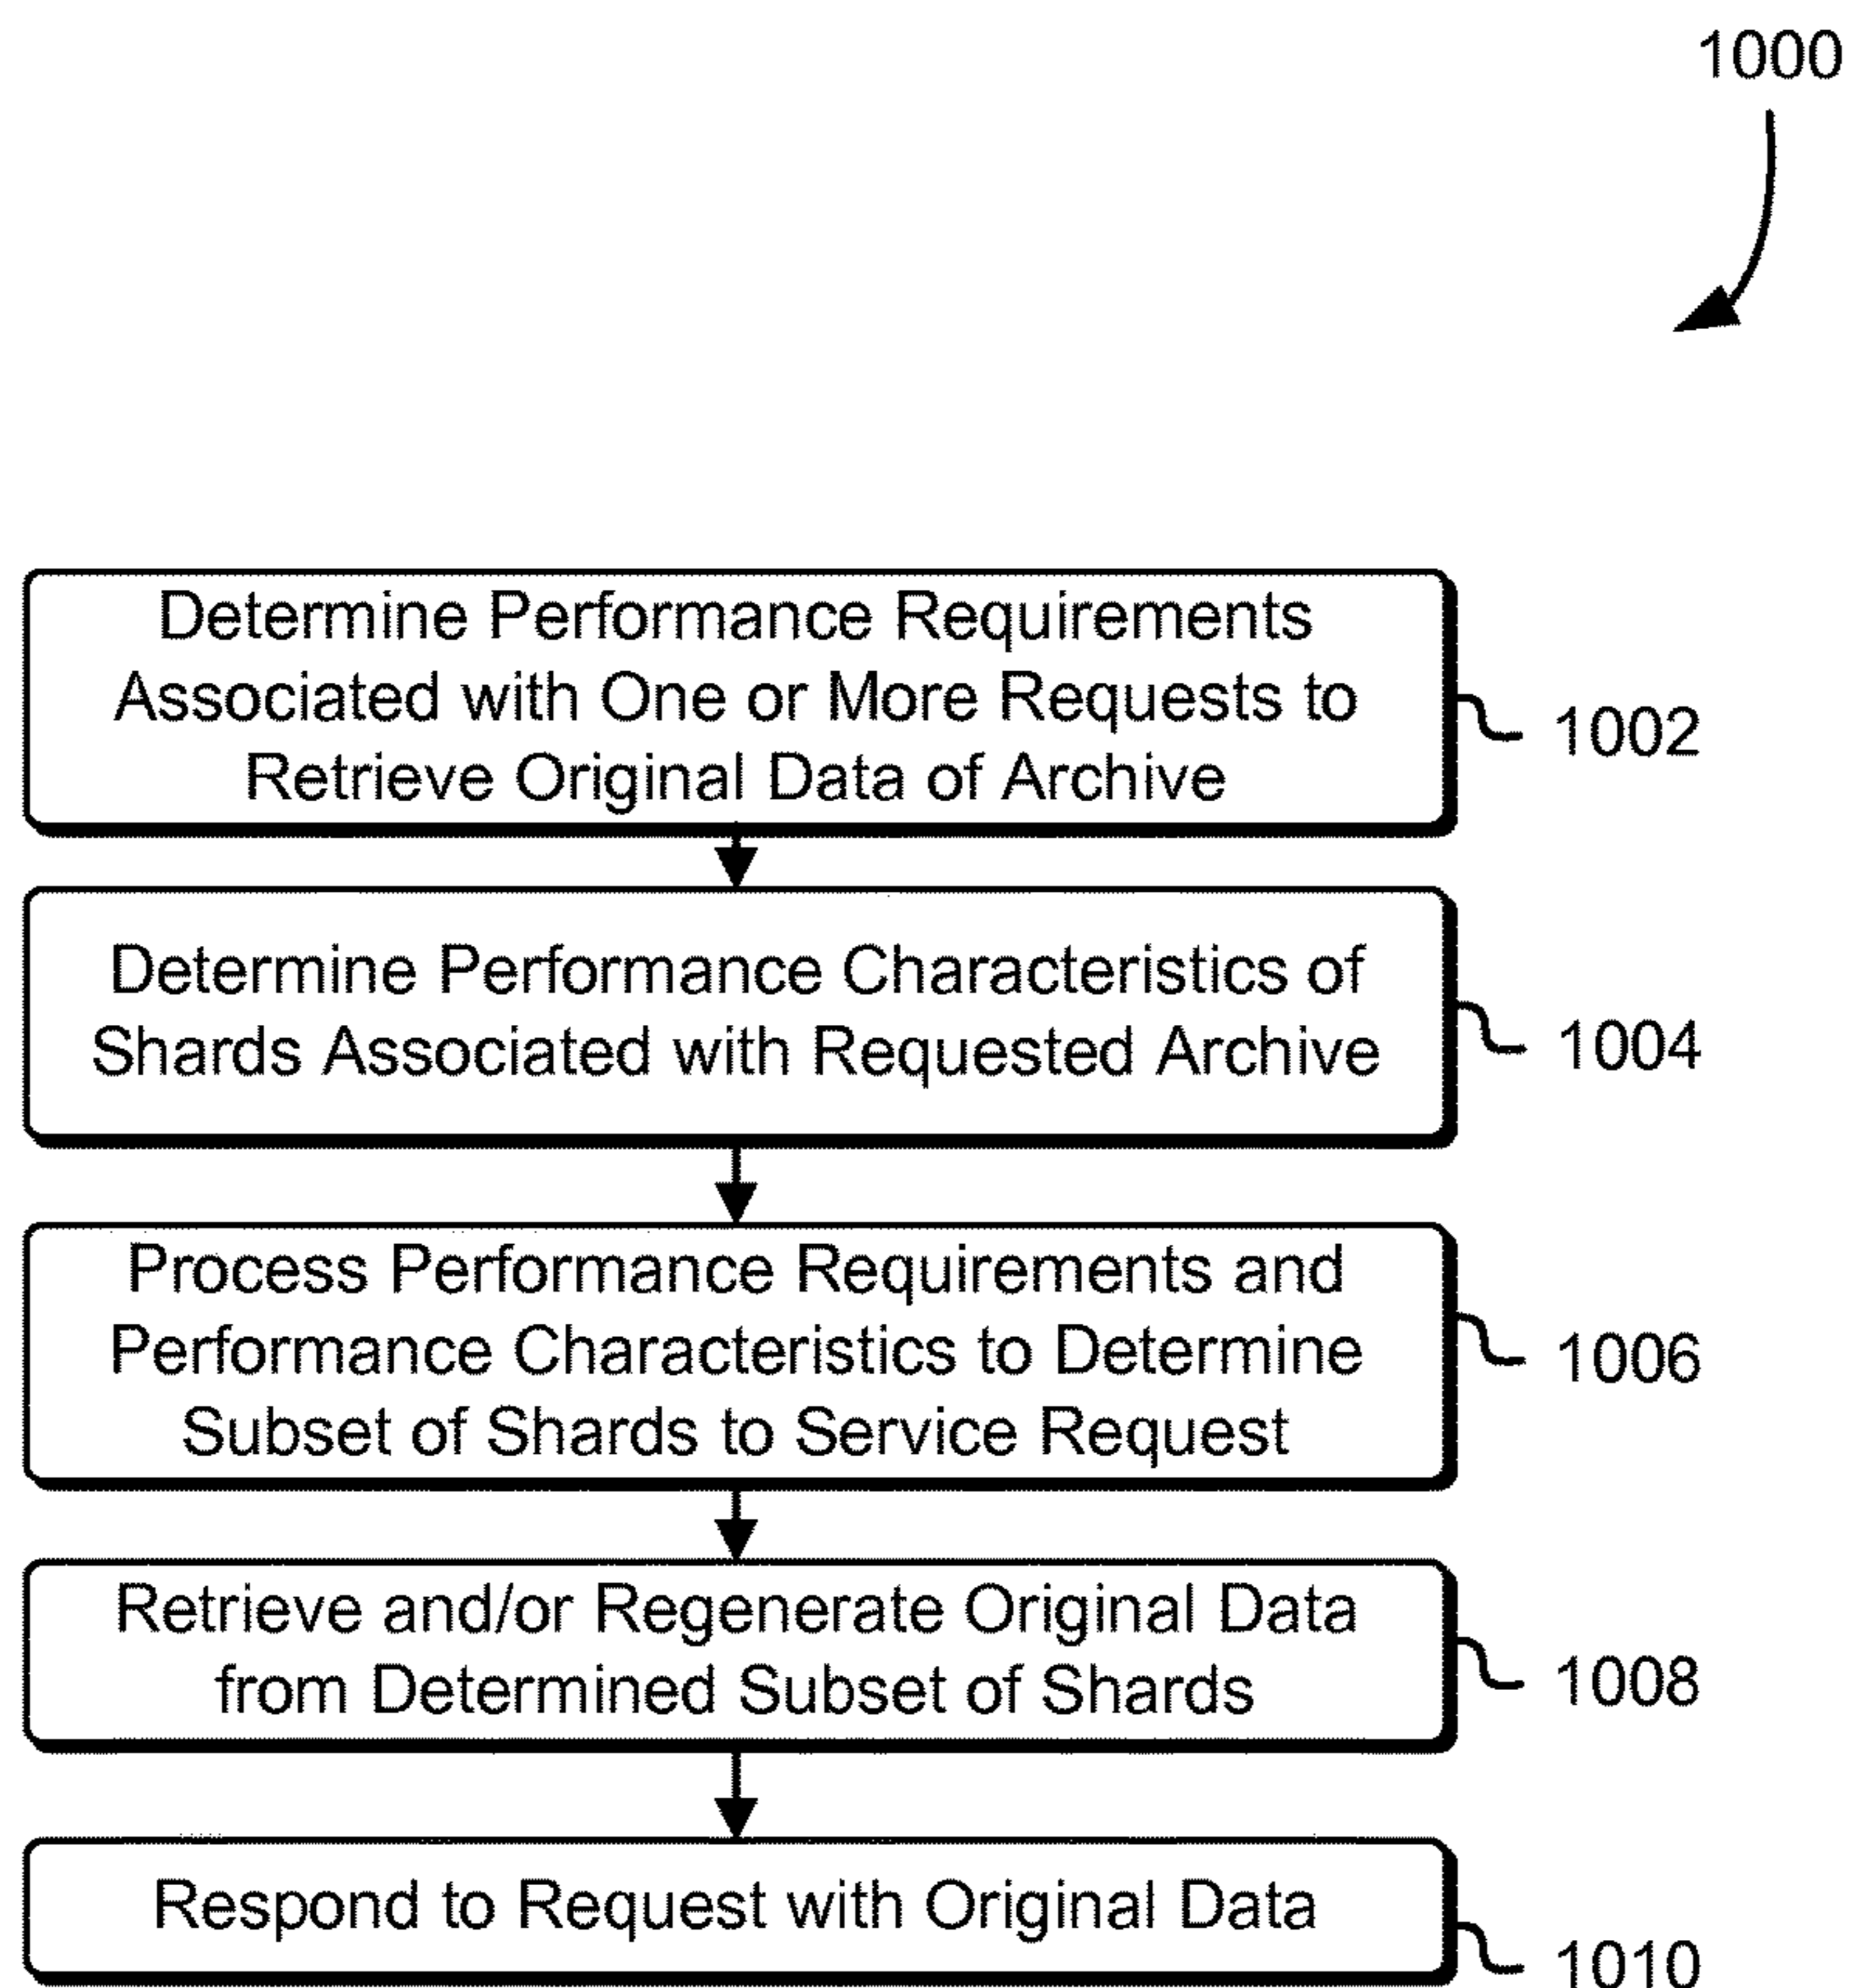 1000
Determine Performance Requirements
Associated with One or More Requests to
Retrieve Original Data of Archive
1002
Determine Performance Characteristics of
Shards Associated with Requested Archive
1004
Process Performance Requirements and
Performance Characteristics to Determine
Subset of Shards to Service Request
1006
Retrieve and/or Regenerate Original Data
from Determined Subset of Shards
1008
Respond to Request with Original Data
1010